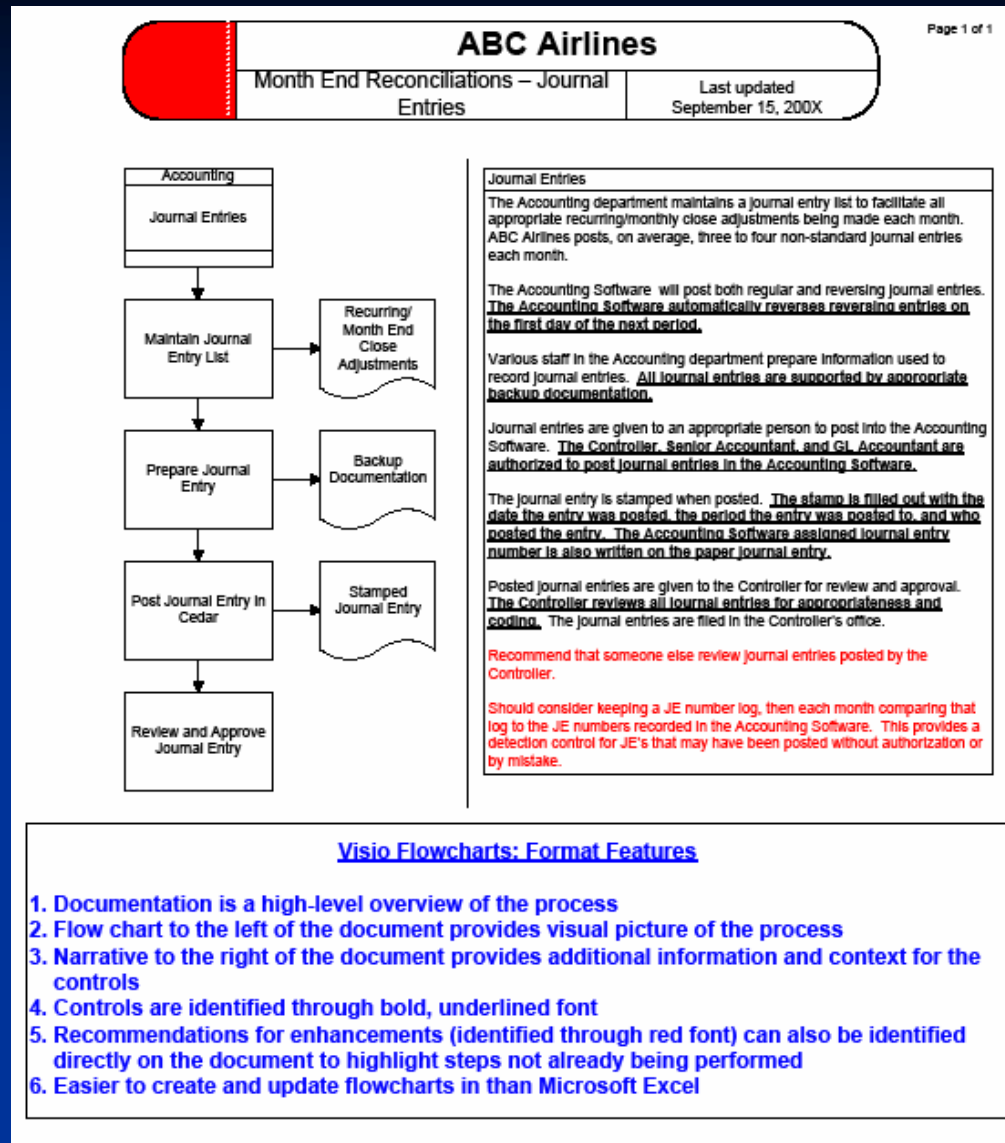 Page 1 of 1
ABC Airlines
Month End Reconciliations – Journal
Entries
Last updated
September 15, 200X
Accounting
Journal Entries
Maintain Journal
Entry List
Recurring/
Month End
Close
Adjustments
Prepare Journal
Entry
Backup
Documentation
Post Journal Entry in
Cedar
Stamped
Journal Entry
Review and Approve
Journal Entry
Journal Entries
The Accounting department maintains a journal entry list to facilitate all
appropriate recurring/monthly close adjustments being made each month.
ABC Airlines posts, on average, three to four non-standard journal entries
each month.
The Accounting Software will post both regular and reversing journal entries.
The Accounting Software automatically reverses reversing entries on
the first day of the next period.
Various staff in the Accounting department prepare information used to
record journal entries. All journal entries are supported by appropriate
backup documentation.
Journal entries are given to an appropriate person to post into the Accounting
Software. The Controller, Senior Accountant, and GL Accountant are
authorized to post journal entries in the Accounting Software.
The journal entry is stamped when posted. The stamp is filled out with the
date the entry was posted, the period the entry was posted to, and who
posted the entry. The Accounting Software assigned journal entry
number is also written on the paper journal entry.
Posted journal entries are given to the Controller for review and approval.
The Controller reviews all journal entries for appropriateness and
coding. The journal entries are filed in the Controller's office.
Recommend that someone else review journal entries posted by the
Controller.
Should consider keeping a JE number log, then each month comparing that
log to the JE numbers recorded in the Accounting Software. This provides a
detection control for JE's that may have been posted without authorization or
by mistake.
Visio Flowcharts: Format Features
1. Documentation is a high-level overview of the process
2. Flow chart to the left of the document provides visual picture of the process
3. Narrative to the right of the document provides additional information and context for the
controls
4. Controls are identified through bold, underlined font
5. Recommendations for enhancements (identified through red font) can also be identified
directly on the document to highlight steps not already being performed
6. Easier to create and update flowcharts in than Microsoft Excel